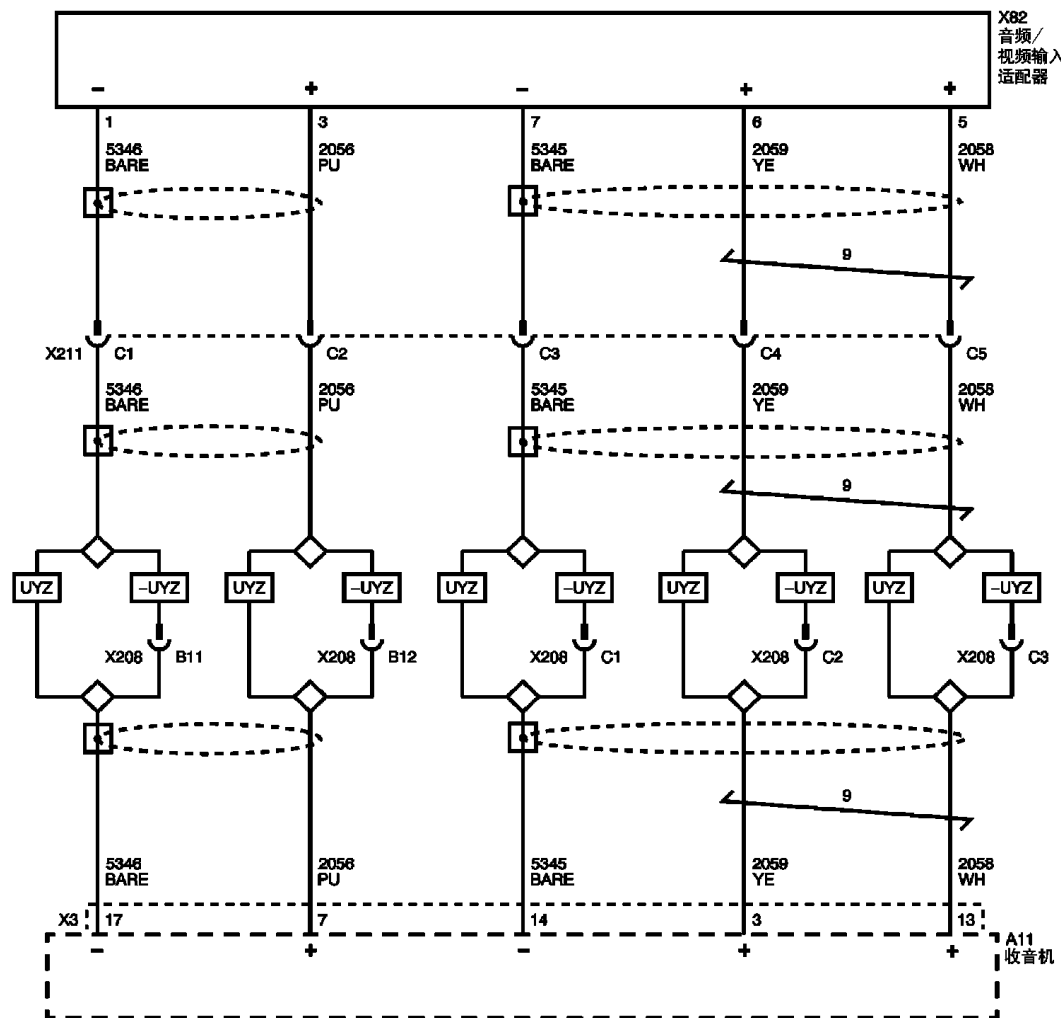 X82
音频/
视频输入
适配器
− + − + +
1 3 7 6 5
5346 2056 5345 2059 2058
BARE PU BARE YE WH
9
X211 C1 C2 C3 C4 C5
5346 2056 5345 2059 2058
BARE PU BARE YE WH
9
UYZ −UYZ UYZ −UYZ UYZ −UYZ UYZ −UYZ UYZ −UYZ
X208 B11 X208 B12 X208 C1 X208 C2 X208 C3
9
5346 2056 5345 2059 2058
BARE PU BARE YE WH
X3 17 7 14 3 13
− + − + +
A11
收音机